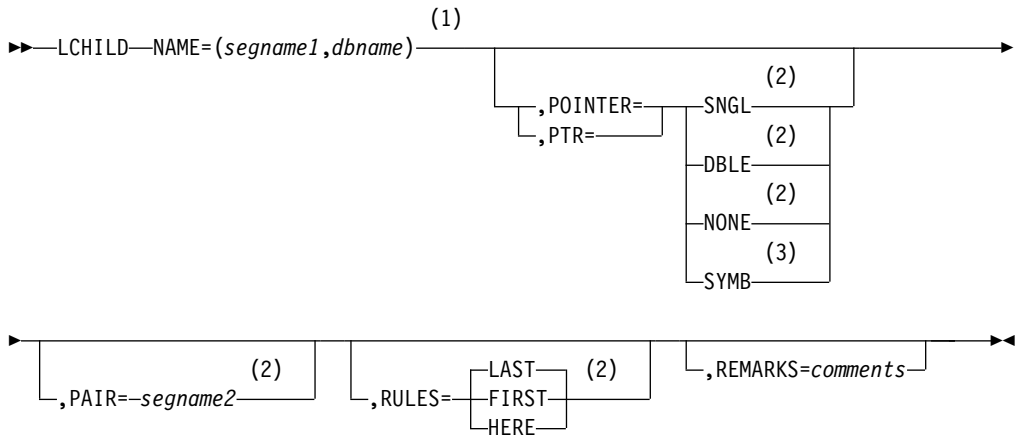 (1)
LCHILD NAME=(segname1,dbname)
(2)
,POINTER= SNGL
,PTR= (2)
DBLE
(2)
NONE
(3)
SYMB
(2) LAST (2) ,REMARKS=comments
,PAIR= segname2 ,RULES= FIRST
HERE